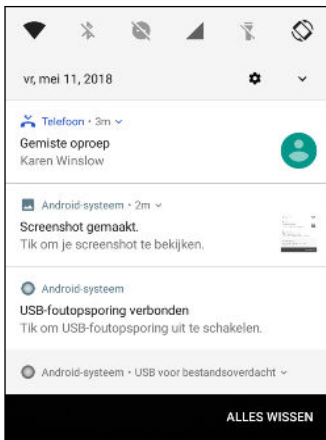 vr, mei 11, 2018
Telefoon • 3m
Gemiste oproep
Karen Winslow
Android-systeem • 2m
Screenshot gemaakt.
Tik om je screenshot te bekijken.
Android-systeem
USB-foutopsporing verbonden
Tik om USB-foutopsporing uit te schakelen.
Android-systeem • USB voor bestandsoverdacht
ALLES WISSEN